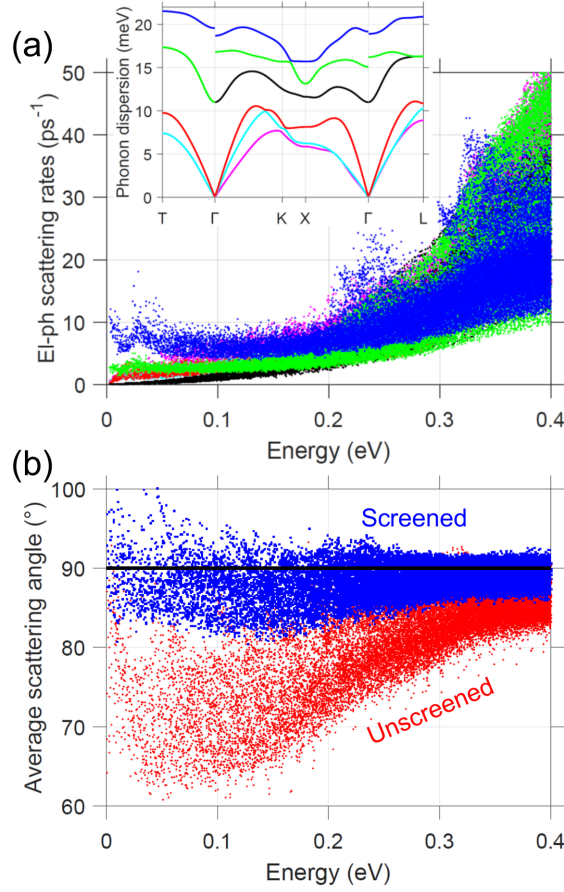 (a)
Phonon dispersion (meV)
20
15
10
5
0
T Γ K X Γ L
El-ph scattering rates (ps⁻¹)
50
40
30
20
10
0
0 0.1 0.2 0.3 0.4
Energy (eV)
(b)
Average scattering angle (°)
100
90
80
70
60
Screened
Unscreened
0 0.1 0.2 0.3 0.4
Energy (eV)